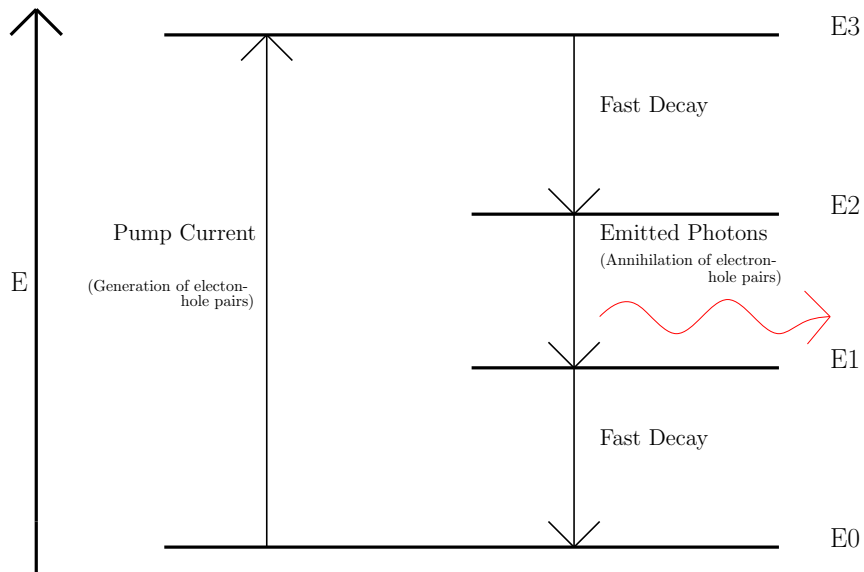 E3
Fast Decay
E2
Pump Current
(Generation of electon-
hole pairs)
Emitted Photons
(Annihilation of electron-
hole pairs)
E
E1
Fast Decay
E0